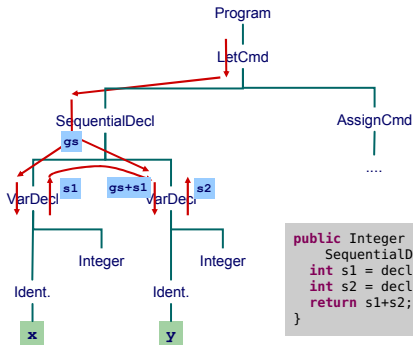 Program
LetCmd
SequentialDecl
AssignCmd
gs
....
VarDecl
s1
gs+s1
VarDecl
s2
Integer
Integer
Ident.
Ident.
x
y
public Integer
SequentialD
int s1 = decl
int s2 = decl
return s1+s2;
}